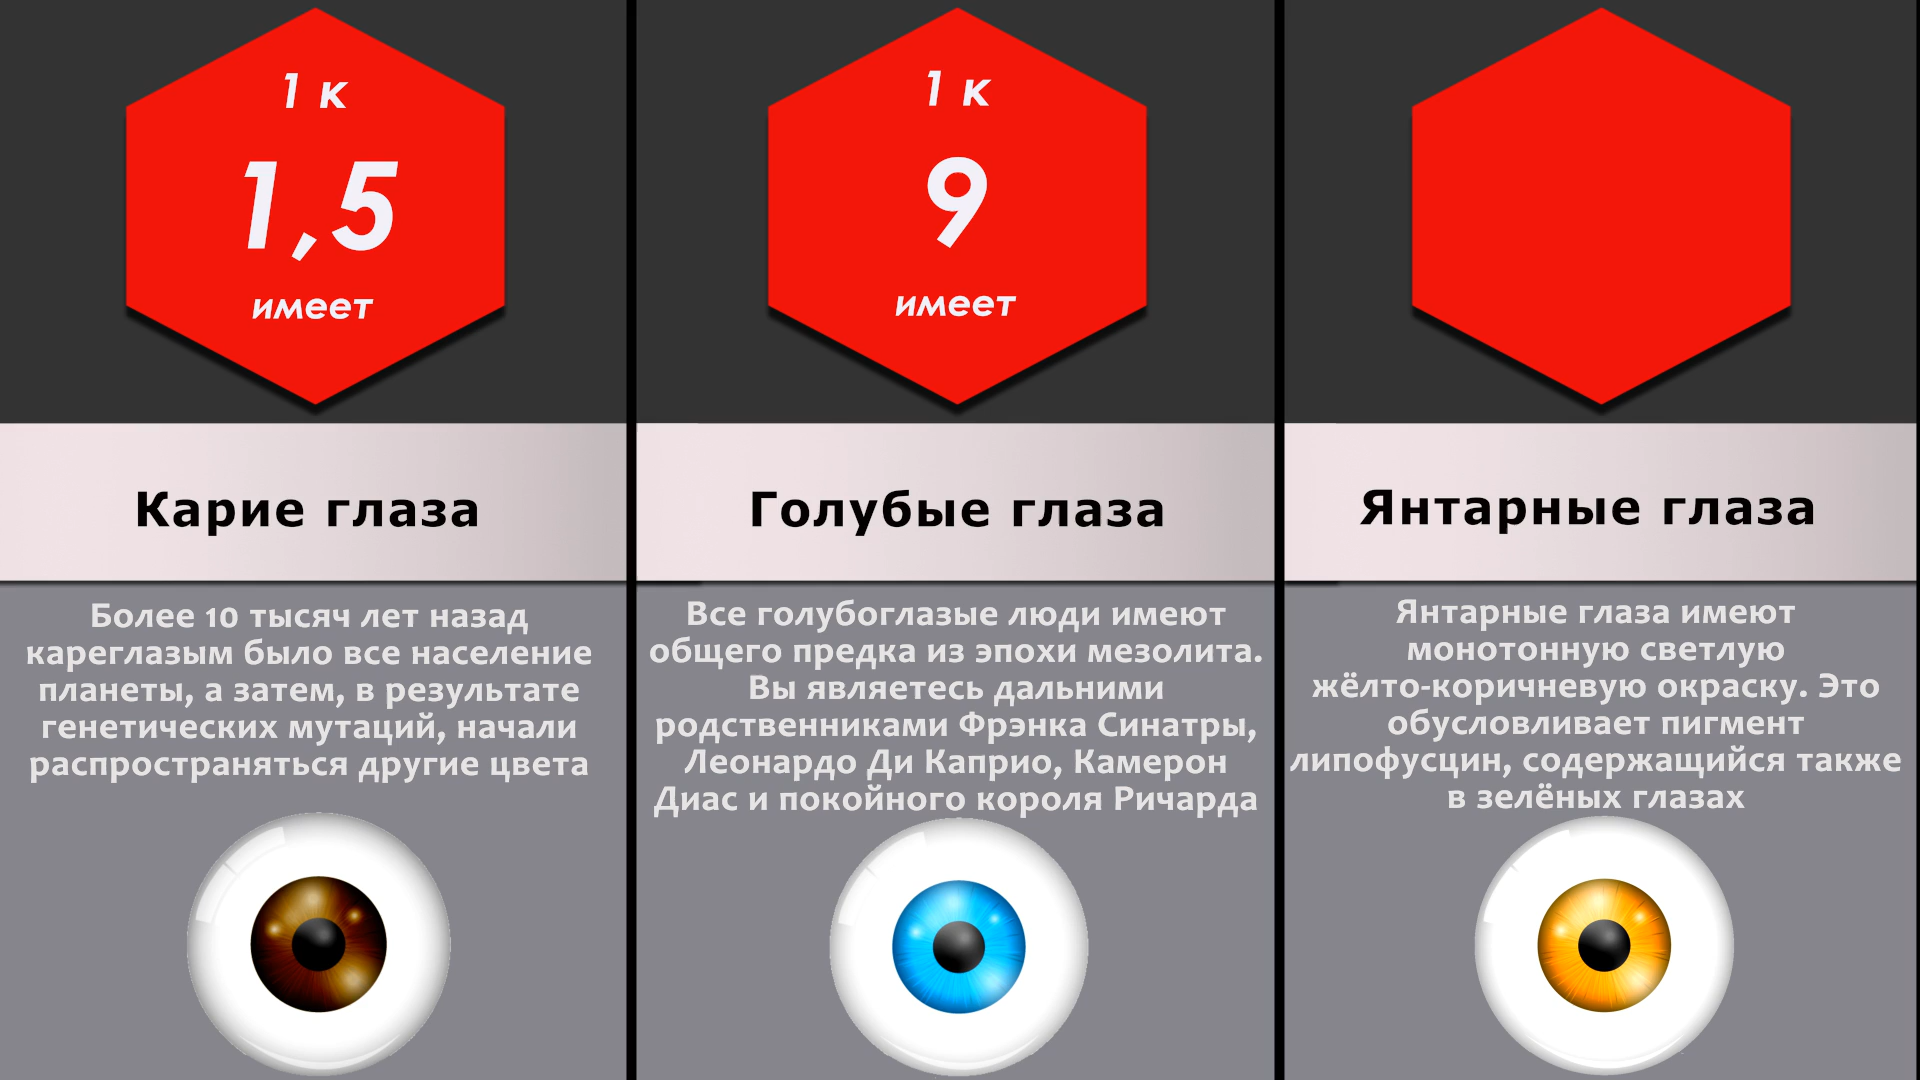 1 к
1,5
имеет
Карие глаза
Более 10 тысяч лет назад
кареглазым было все население
планеты, а затем, в результате
генетических мутаций, начали
распространяться другие цвета
1 к
9
имеет
Голубые глаза
Все голубоглазые люди имеют
общего предка из эпохи мезолита.
Вы являетесь дальними
родственниками Фрэнка Синатры,
Леонардо Ди Каприо, Камерон
Диас и покойного короля Ричарда
Янтарные глаза
Янтарные глаза имеют
монотонную светлую
жёлто-коричневую окраску. Это
обусловливает пигмент
липофусцин, содержащийся также
в зелёных глазах